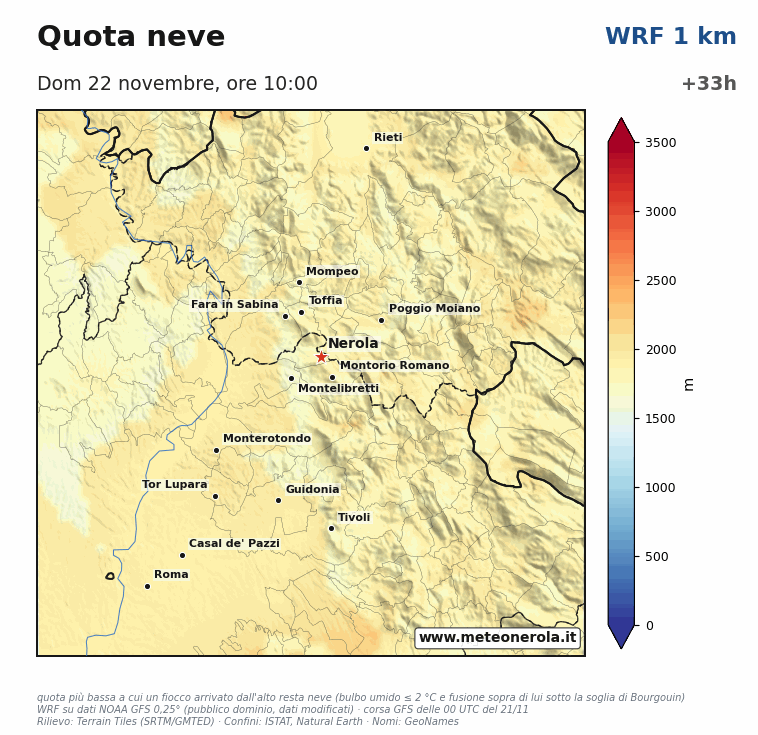 Quota neve
WRF 1 km
Dom 22 novembre, ore 10:00
+33h
Rieti
Mompeo
Fara in Sabina
Toffia
Poggio Moiano
Nerola
Montorio Romano
Montelibretti
Monterotondo
Tor Lupara
Guidonia
Tivoli
Casal de' Pazzi
Roma
www.meteonerola.it
3500
3000
2500
2000
1500
1000
500
0
m
quota più bassa a cui un fiocco arrivato dall'alto resta neve (bulbo umido ≤ 2 °C e fusione sopra di lui sotto la soglia di Bourgouin)
WRF su dati NOAA GFS 0,25° (pubblico dominio, dati modificati) · corsa GFS delle 00 UTC del 21/11
Rilievo: Terrain Tiles (SRTM/GMTED) · Confini: ISTAT, Natural Earth · Nomi: GeoNames